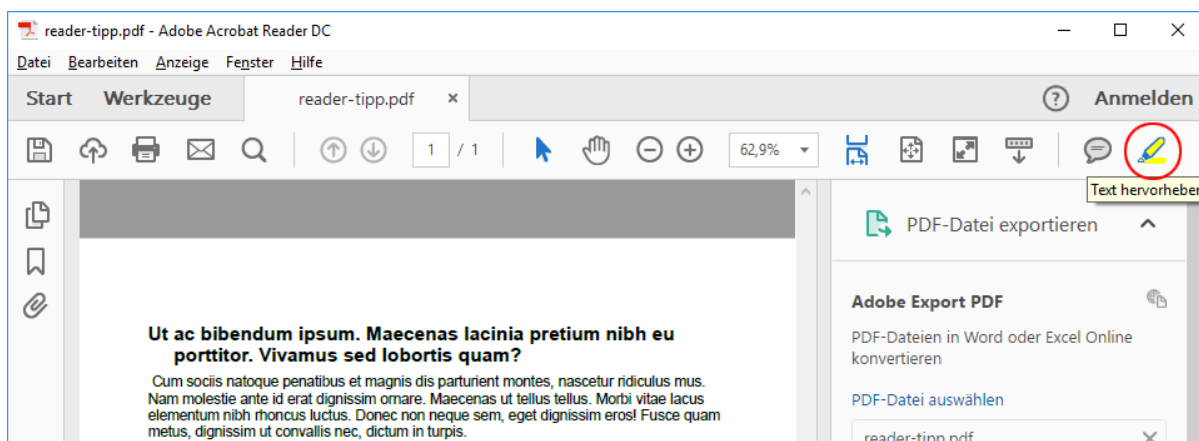 reader-tipp.pdf - Adobe Acrobat Reader DC
Datei Bearbeiten Anzeige Fenster Hilfe
Start Werkzeuge reader-tipp.pdf × ? Anmelden
1 / 1 62,9%
Text hervorheben
PDF-Datei exportieren
Adobe Export PDF
PDF-Dateien in Word oder Excel Online
konvertieren
PDF-Datei auswählen
reader-tipp.pdf
Ut ac bibendum ipsum. Maecenas lacinia pretium nibh eu
porttitor. Vivamus sed lobortis quam?
Cum sociis natoque penatibus et magnis dis parturient montes, nascetur ridiculus mus.
Nam molestie ante id erat dignissim ornare. Maecenas ut tellus tellus. Morbi vitae lacus
elementum nibh rhoncus luctus. Donec non neque sem, eget dignissim eros! Fusce quam
metus, dignissim ut convallis nec, dictum in turpis.